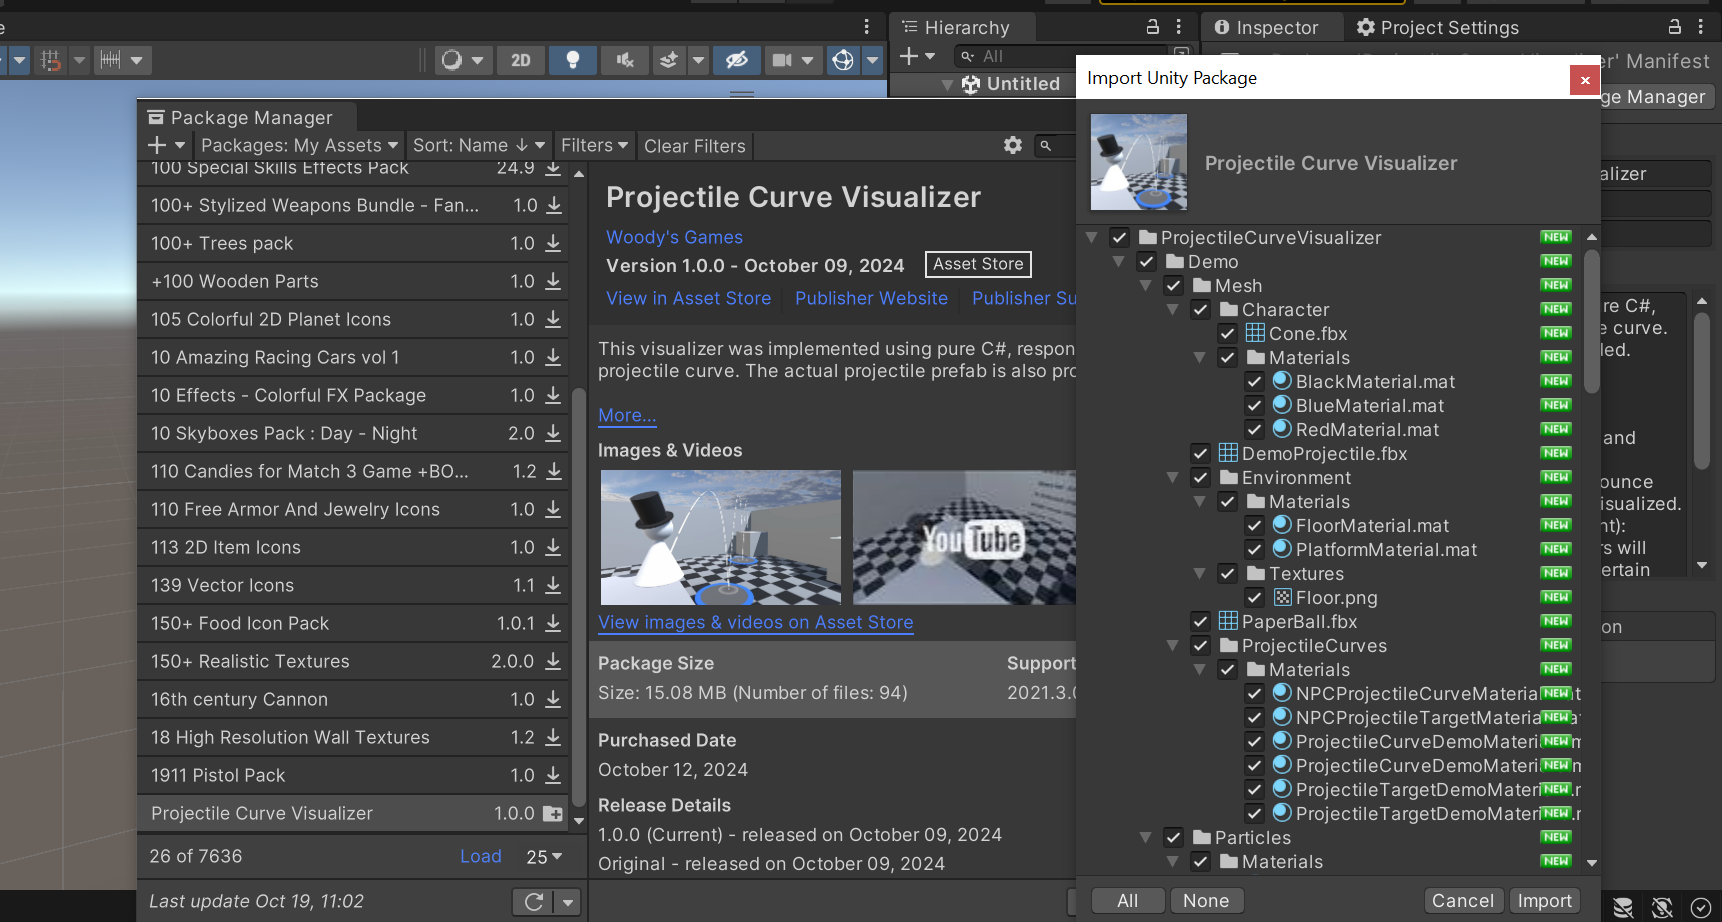 Hierarchy
Inspector
Project Settings
2D
All
Untitled
' Manifest
Import Unity Package
ge Manager
Package Manager
Packages: My Assets
Sort: Name ↓
Filters
Clear Filters
100 Special Skills Effects Pack 24.9
100+ Stylized Weapons Bundle - Fan... 1.0
100+ Trees pack 1.0
+100 Wooden Parts 1.0
105 Colorful 2D Planet Icons 1.0
10 Amazing Racing Cars vol 1 1.0
10 Effects - Colorful FX Package 1.0
10 Skyboxes Pack : Day - Night 2.0
110 Candies for Match 3 Game +BO... 1.2
110 Free Armor And Jewelry Icons 1.0
113 2D Item Icons 1.0
139 Vector Icons 1.1
150+ Food Icon Pack 1.0.1
150+ Realistic Textures 2.0.0
16th century Cannon 1.0
18 High Resolution Wall Textures 1.2
1911 Pistol Pack 1.0
Projectile Curve Visualizer 1.0.0
26 of 7636 Load 25
Last update Oct 19, 11:02
Projectile Curve Visualizer
Woody's Games
Version 1.0.0 - October 09, 2024 Asset Store
View in Asset Store Publisher Website Publisher Su
This visualizer was implemented using pure C#, respon
projectile curve. The actual projectile prefab is also pro
More...
Images & Videos
YouTube
View images & videos on Asset Store
Package Size Support
Size: 15.08 MB (Number of files: 94) 2021.3.0
Purchased Date
October 12, 2024
Release Details
1.0.0 (Current) - released on October 09, 2024
Original - released on October 09, 2024
Projectile Curve Visualizer
ProjectileCurveVisualizer NEW
Demo NEW
Mesh NEW
Character NEW
Cone.fbx NEW
Materials NEW
BlackMaterial.mat NEW
BlueMaterial.mat NEW
RedMaterial.mat NEW
DemoProjectile.fbx NEW
Environment NEW
Materials NEW
FloorMaterial.mat NEW
PlatformMaterial.mat NEW
Textures NEW
Floor.png NEW
PaperBall.fbx NEW
ProjectileCurves NEW
Materials NEW
NPCProjectileCurveMateria NEW
NPCProjectileTargetMateria NEW
ProjectileCurveDemoMateri NEW
ProjectileCurveDemoMateri NEW
ProjectileTargetDemoMateri NEW
ProjectileTargetDemoMateri NEW
Particles NEW
Materials NEW
All None Cancel Import
alizer
re C#,
e curve.
led.
and
ounce
isualized.
nt):
rs will
ertain
on